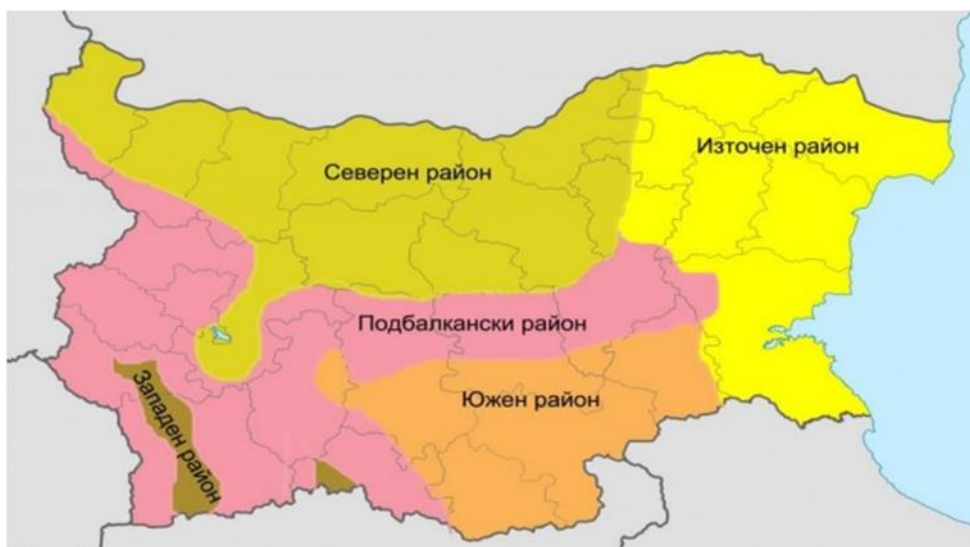 Северен район
Източен район
Подбалкански район
Южен район
Западен район